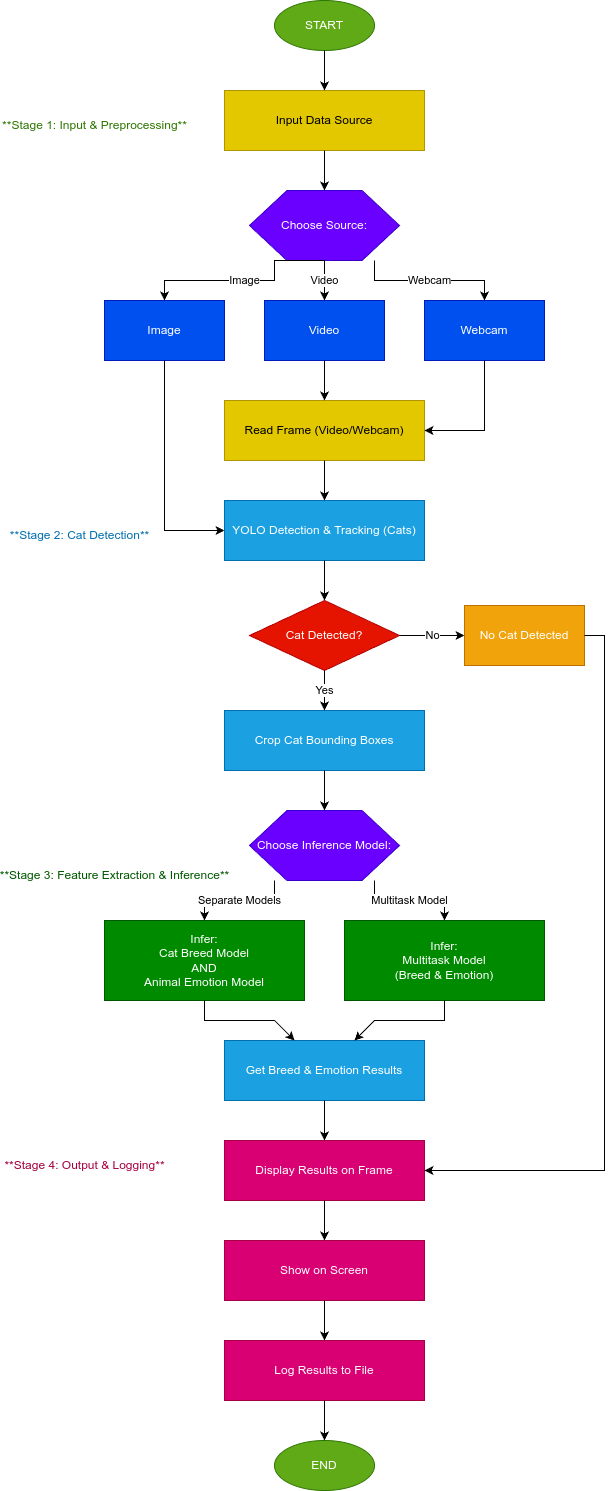 START
Input Data Source
**Stage 1: Input & Preprocessing**
Choose Source:
Image
Video
Webcam
Image
Video
Webcam
Read Frame (Video/Webcam)
YOLO Detection & Tracking (Cats)
**Stage 2: Cat Detection**
Cat Detected?
No
No Cat Detected
Yes
Crop Cat Bounding Boxes
Choose Inference Model:
**Stage 3: Feature Extraction & Inference**
Separate Models
Multitask Model
Infer:
Cat Breed Model
AND
Animal Emotion Model
Infer:
Multitask Model
(Breed & Emotion)
Get Breed & Emotion Results
**Stage 4: Output & Logging**
Display Results on Frame
Show on Screen
Log Results to File
END